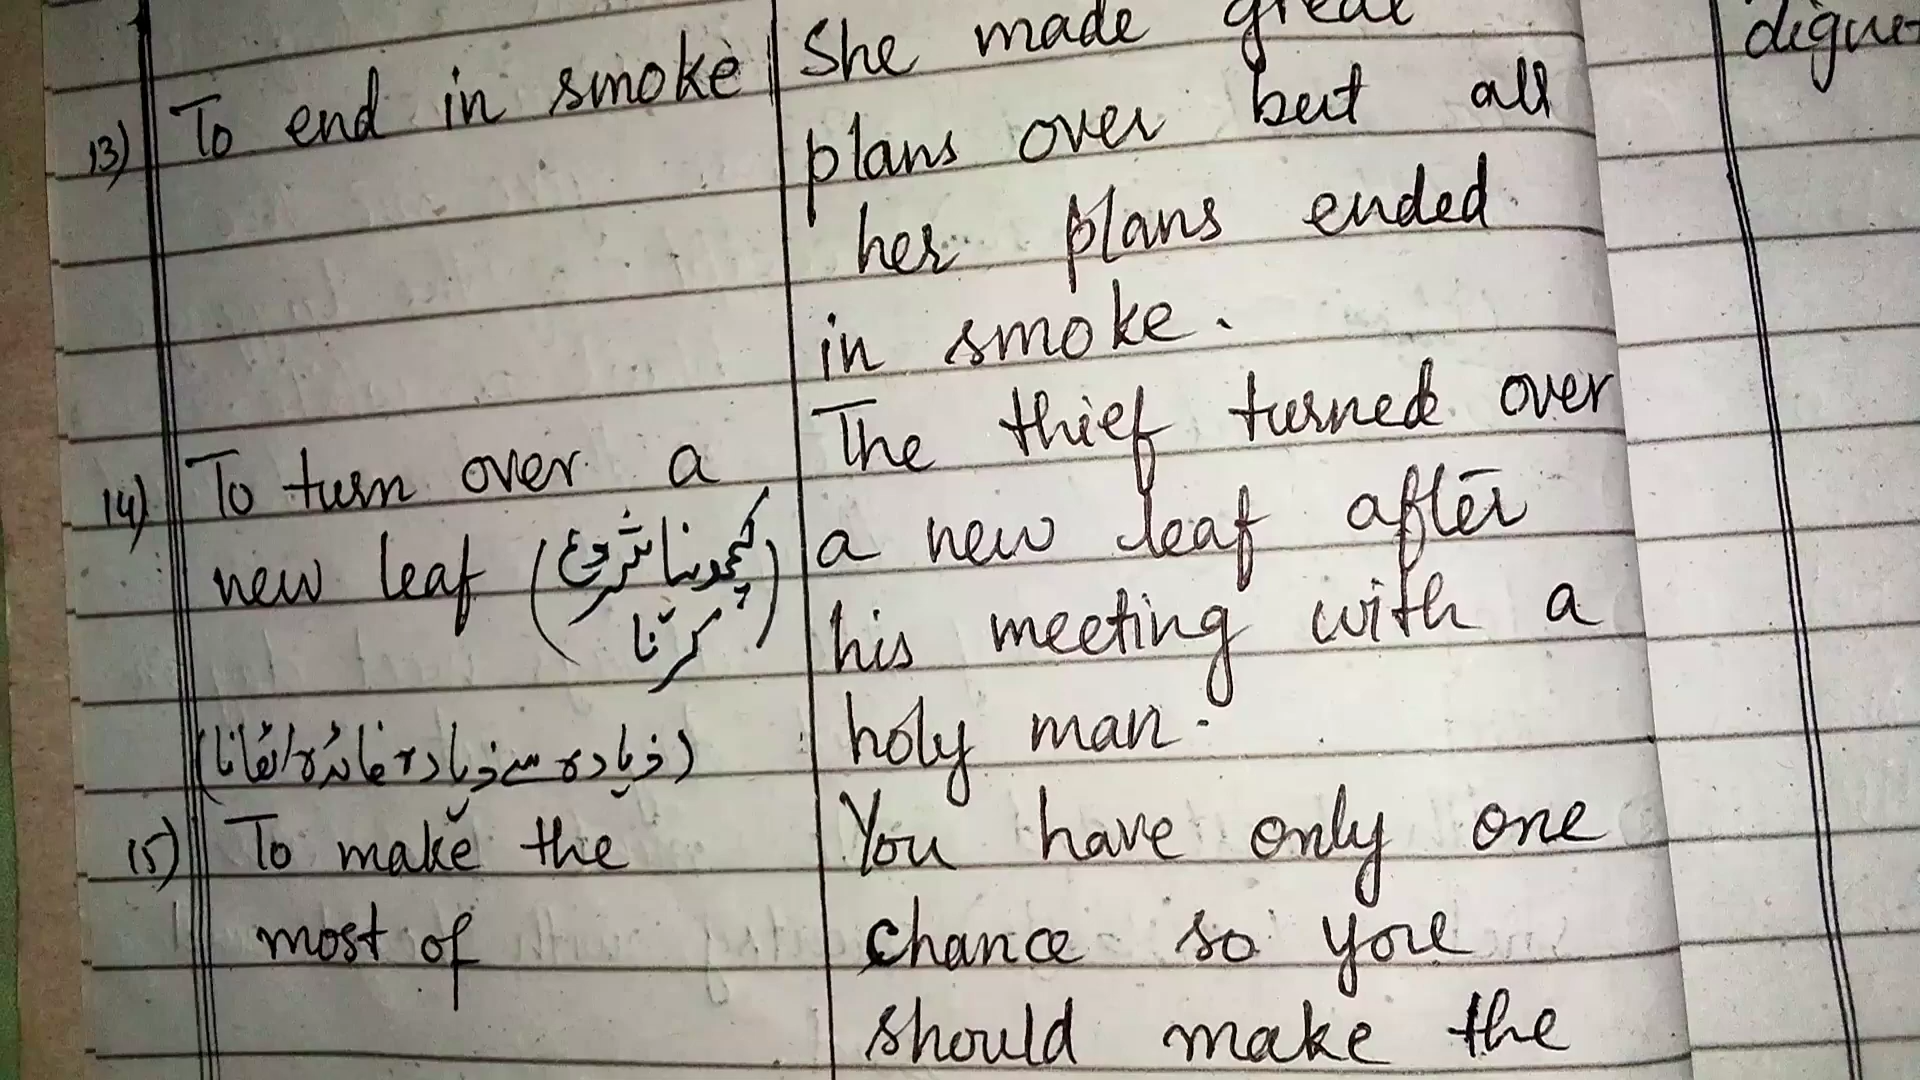 She made great
13) To end in smoke
plans over but all
her plans ended
in smoke.
14) To turn over a
new leaf (کچھ نیا شروع
کرنا)
The thief turned over
a new leaf after
his meeting with a
holy man.
(زیادہ سے زیادہ فائدہ اٹھانا)
15) To make the
most of
You have only one
chance so you
should make the